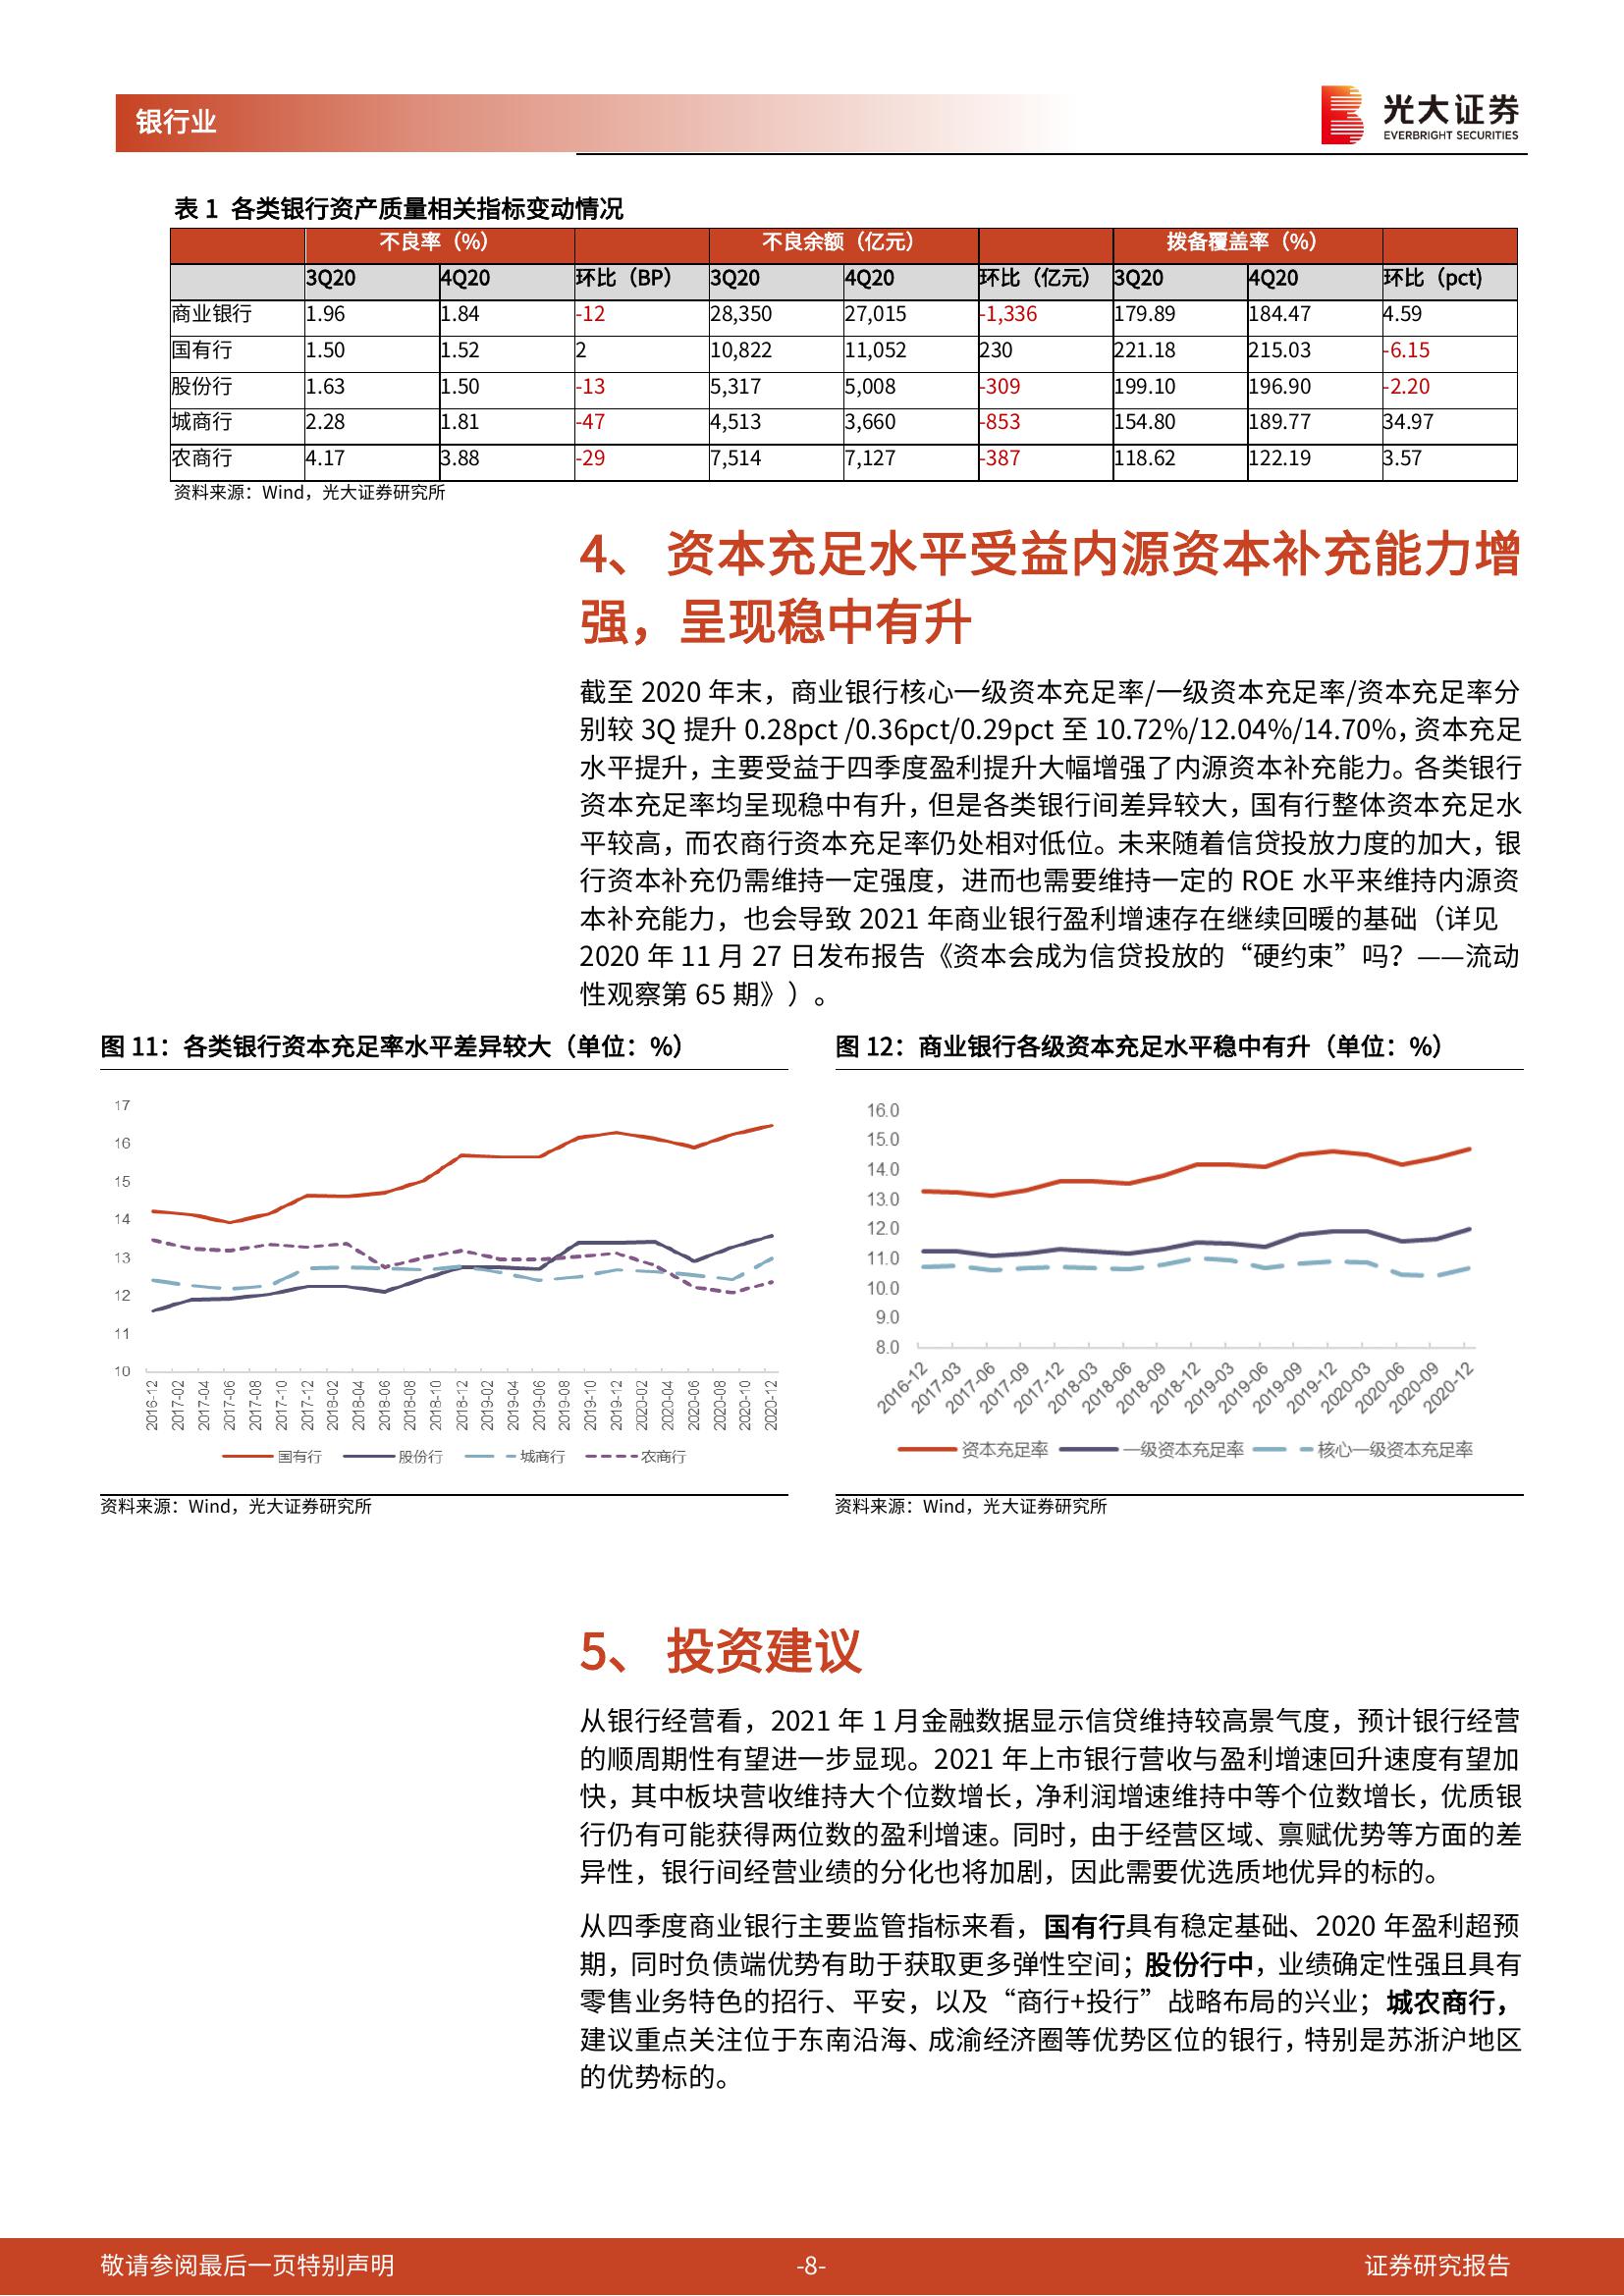 银行业
光大证券
EVERBRIGHT SECURITIES
表 1 各类银行资产质量相关指标变动情况
不良率（%） 不良余额（亿元） 拨备覆盖率（%）
3Q20 4Q20 环比（BP） 3Q20 4Q20 环比（亿元） 3Q20 4Q20 环比（pct)
商业银行 1.96 1.84 -12 28,350 27,015 -1,336 179.89 184.47 4.59
国有行 1.50 1.52 2 10,822 11,052 230 221.18 215.03 -6.15
股份行 1.63 1.50 -13 5,317 5,008 -309 199.10 196.90 -2.20
城商行 2.28 1.81 -47 4,513 3,660 -853 154.80 189.77 34.97
农商行 4.17 3.88 -29 7,514 7,127 -387 118.62 122.19 3.57
资料来源：Wind，光大证券研究所
4、 资本充足水平受益内源资本补充能力增
强，呈现稳中有升
截至 2020 年末，商业银行核心一级资本充足率/一级资本充足率/资本充足率分
别较 3Q 提升 0.28pct /0.36pct/0.29pct 至 10.72%/12.04%/14.70%，资本充足
水平提升，主要受益于四季度盈利提升大幅增强了内源资本补充能力。各类银行
资本充足率均呈现稳中有升，但是各类银行间差异较大，国有行整体资本充足水
平较高，而农商行资本充足率仍处相对低位。未来随着信贷投放力度的加大，银
行资本补充仍需维持一定强度，进而也需要维持一定的 ROE 水平来维持内源资
本补充能力，也会导致 2021 年商业银行盈利增速存在继续回暖的基础（详见
2020 年 11 月 27 日发布报告《资本会成为信贷投放的“硬约束”吗？——流动
性观察第 65 期》）。
图 11：各类银行资本充足率水平差异较大（单位：%）
17
16
15
14
13
12
11
10
2016-12 2017-02 2017-04 2017-06 2017-08 2017-10 2017-12 2018-02 2018-04 2018-06 2018-08 2018-10 2018-12 2019-02 2019-04 2019-06 2019-08 2019-10 2019-12 2020-02 2020-04 2020-06 2020-08 2020-10 2020-12
国有行 股份行 城商行 农商行
资料来源：Wind，光大证券研究所
图 12：商业银行各级资本充足水平稳中有升（单位：%）
16.0
15.0
14.0
13.0
12.0
11.0
10.0
9.0
8.0
2016-12 2017-03 2017-06 2017-09 2017-12 2018-03 2018-06 2018-09 2018-12 2019-03 2019-06 2019-09 2019-12 2020-03 2020-06 2020-09 2020-12
资本充足率 一级资本充足率 核心一级资本充足率
资料来源：Wind，光大证券研究所
5、 投资建议
从银行经营看，2021 年 1 月金融数据显示信贷维持较高景气度，预计银行经营
的顺周期性有望进一步显现。2021 年上市银行营收与盈利增速回升速度有望加
快，其中板块营收维持大个位数增长，净利润增速维持中等个位数增长，优质银
行仍有可能获得两位数的盈利增速。同时，由于经营区域、禀赋优势等方面的差
异性，银行间经营业绩的分化也将加剧，因此需要优选质地优异的标的。
从四季度商业银行主要监管指标来看，国有行具有稳定基础、2020 年盈利超预
期，同时负债端优势有助于获取更多弹性空间；股份行中，业绩确定性强且具有
零售业务特色的招行、平安，以及“商行+投行”战略布局的兴业；城农商行，
建议重点关注位于东南沿海、成渝经济圈等优势区位的银行，特别是苏浙沪地区
的优势标的。
敬请参阅最后一页特别声明 -8- 证券研究报告